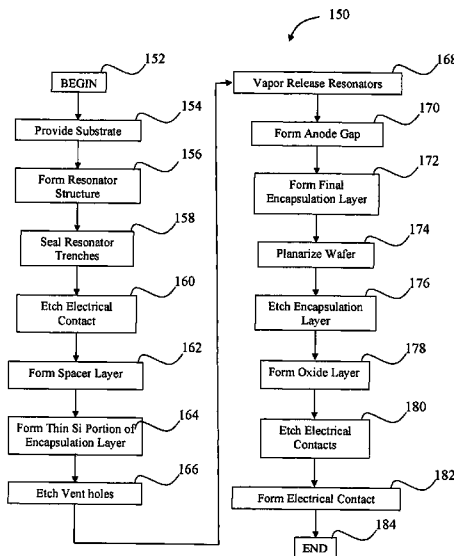 150
BEGIN
152
Provide Substrate
154
Form Resonator
Structure
156
Seal Resonator
Trenches
158
Etch Electrical
Contact
160
Form Spacer Layer
162
Form Thin Si Portion of
Encapsulation Layer
164
Etch Vent holes
166
Vapor Release Resonators
168
Form Anode Gap
170
Form Final
Encapsulation Layer
172
Planarize Wafer
174
Etch Encapsulation
Layer
176
Form Oxide Layer
178
Etch Electrical
Contacts
180
Form Electrical Contact
182
END
184